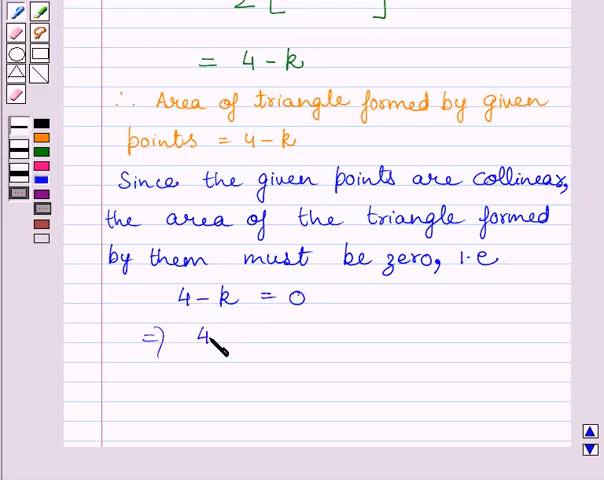 2 [ ]
= 4 - k
∴ Area of triangle formed by given
points = 4 - k
Since the given points are collinear,
the area of the triangle formed
by them must be zero, i.e
4 - k = 0
⇒ 4